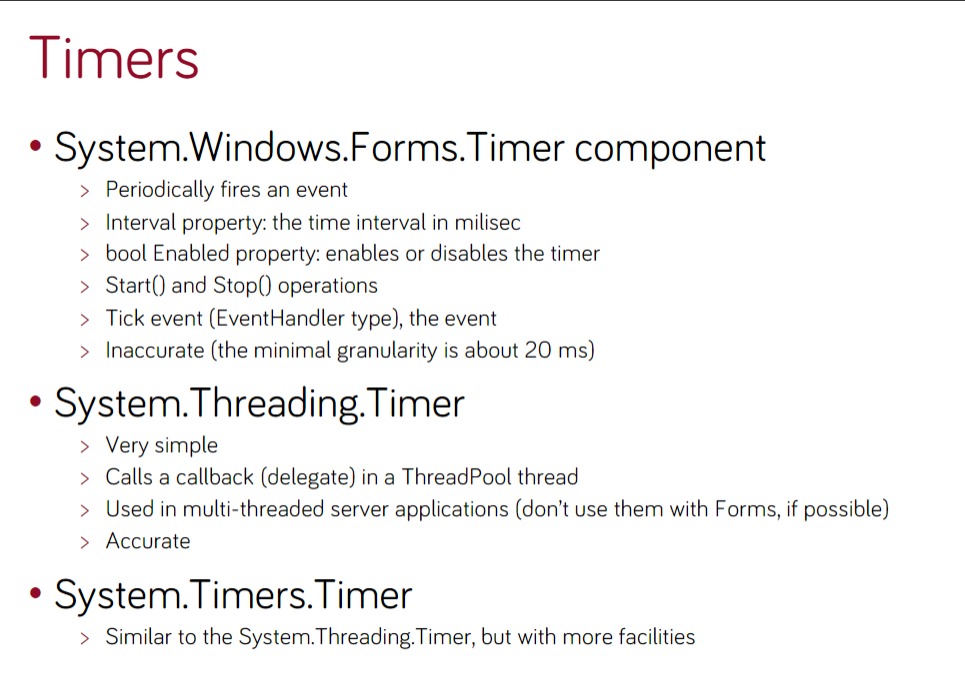 Timers
• System.Windows.Forms.Timer component
> Periodically fires an event
> Interval property: the time interval in milisec
> bool Enabled property: enables or disables the timer
> Start() and Stop() operations
> Tick event (EventHandler type), the event
> Inaccurate (the minimal granularity is about 20 ms)
• System.Threading.Timer
> Very simple
> Calls a callback (delegate) in a ThreadPool thread
> Used in multi-threaded server applications (don't use them with Forms, if possible)
> Accurate
• System.Timers.Timer
> Similar to the System.Threading.Timer, but with more facilities